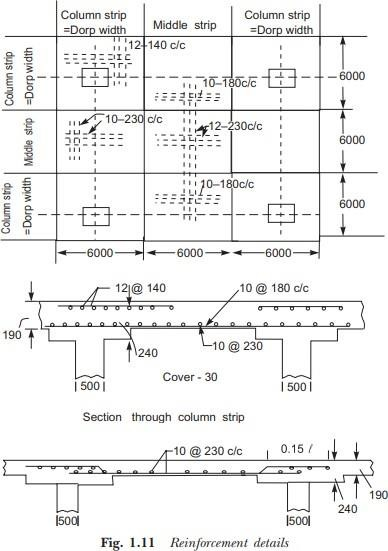 Column strip
=Dorp width
Middle strip
Column strip
=Dorp width
12–140 c/c
Column strip
=Dorp width
10–180c/c
6000
10–230 c/c
12–230c/c
Middle strip
6000
10–180c/c
Column strip
=Dorp width
6000
6000
6000
6000
12 @ 140
10 @ 180 c/c
190
240
10 @ 230
Cover - 30
500
500
Section through column strip
10 @ 230 c/c
0.15 l
190
240
500
500
Fig. 1.11 Reinforcement details